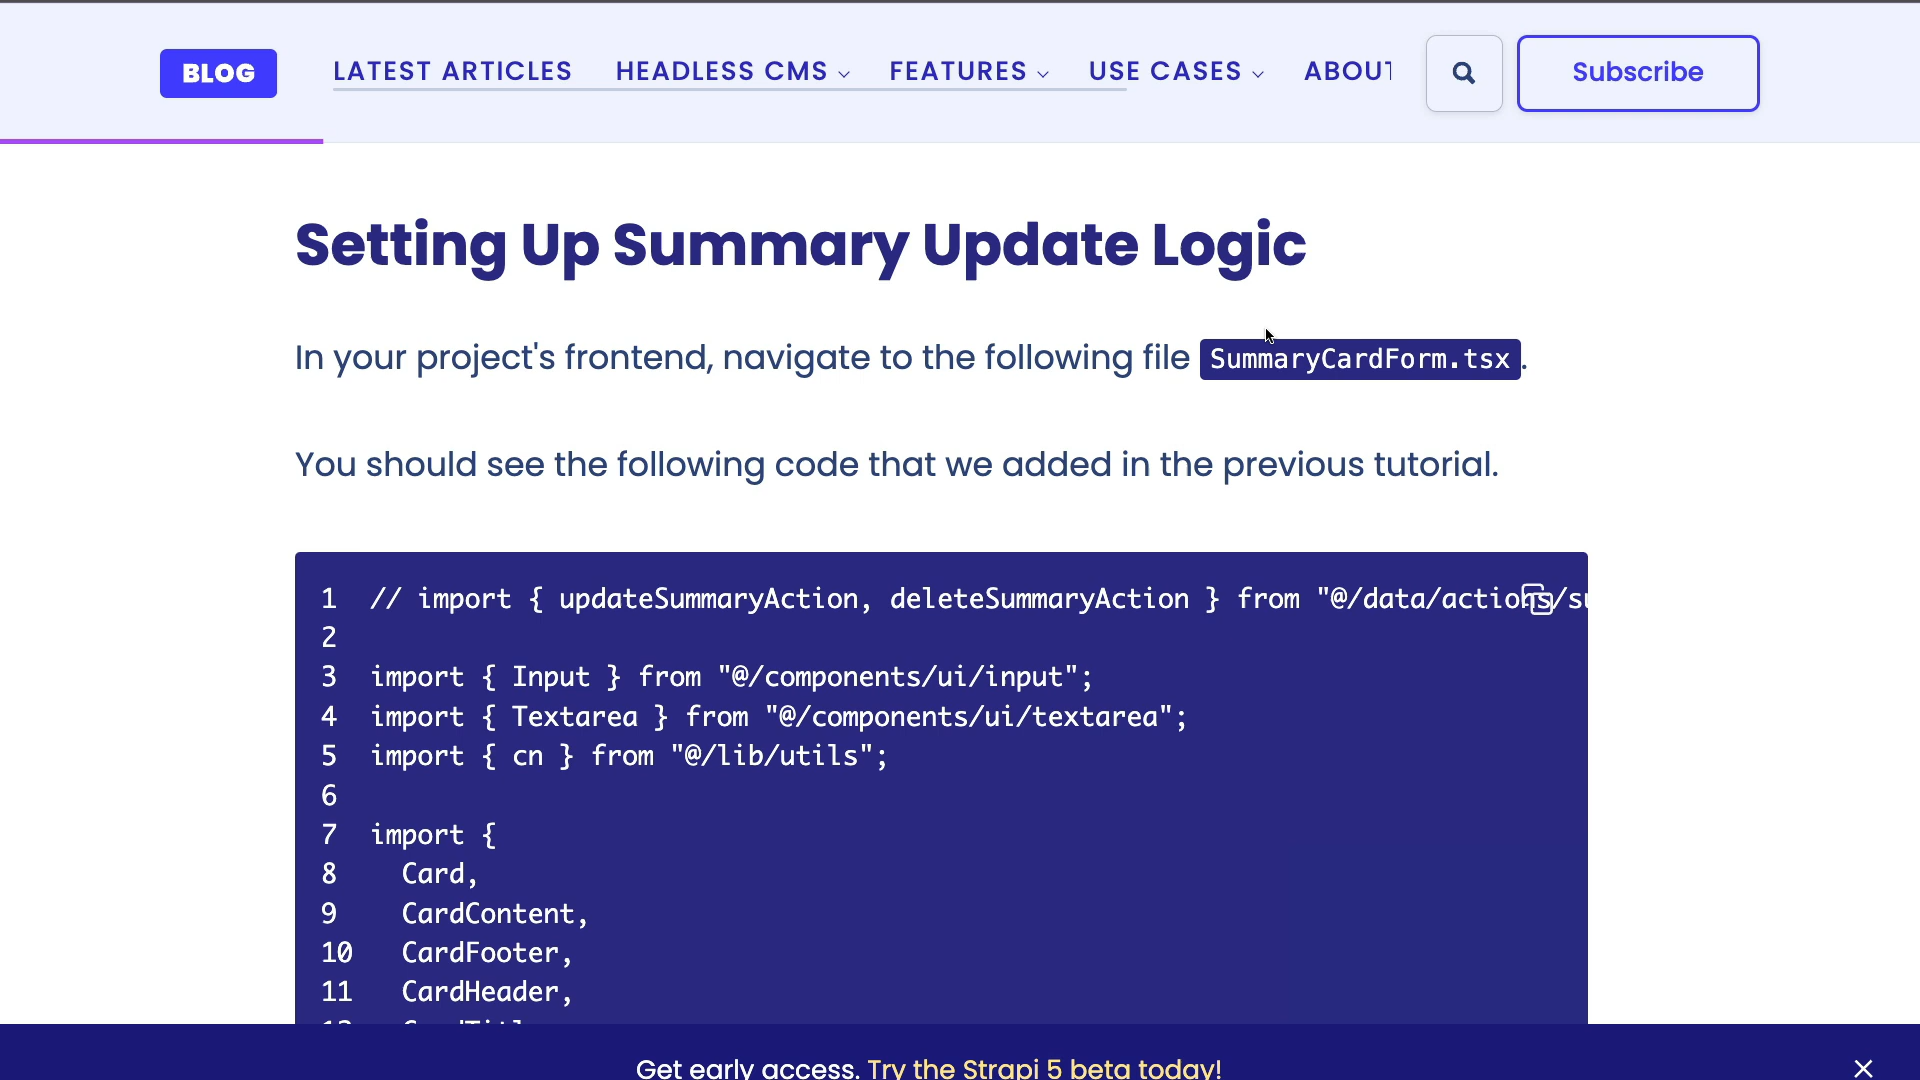 BLOG LATEST ARTICLES HEADLESS CMS FEATURES USE CASES ABOUT Subscribe
Setting Up Summary Update Logic
In your project's frontend, navigate to the following file SummaryCardForm.tsx.
You should see the following code that we added in the previous tutorial.
1 // import { updateSummaryAction, deleteSummaryAction } from "@/data/actions/su
2
3 import { Input } from "@/components/ui/input";
4 import { Textarea } from "@/components/ui/textarea";
5 import { cn } from "@/lib/utils";
6
7 import {
8 Card,
9 CardContent,
10 CardFooter,
11 CardHeader,
Get early access. Try the Strapi 5 beta today!